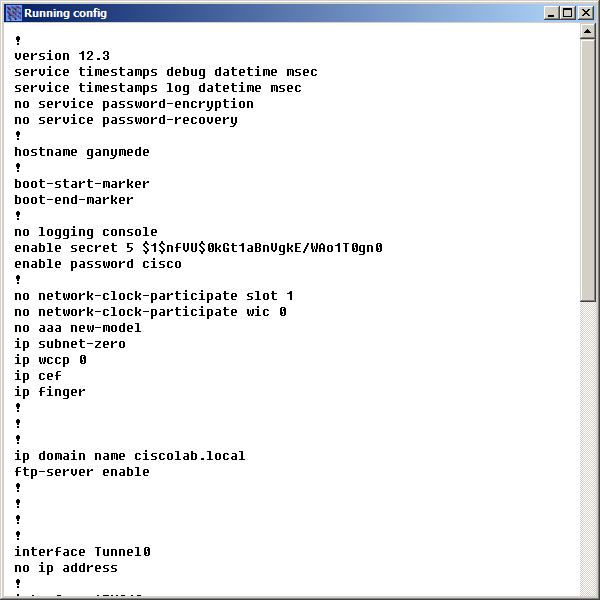 Running config
!
version 12.3
service timestamps debug datetime msec
service timestamps log datetime msec
no service password-encryption
no service password-recovery
!
hostname ganymede
!
boot-start-marker
boot-end-marker
!
no logging console
enable secret 5 $1$nfVU$0kGt1aBnVgkE/WAo1T0gn0
enable password cisco
!
no network-clock-participate slot 1
no network-clock-participate wic 0
no aaa new-model
ip subnet-zero
ip wccp 0
ip cef
ip finger
!
!
!
ip domain name ciscolab.local
ftp-server enable
!
!
!
!
interface Tunnel0
no ip address
!